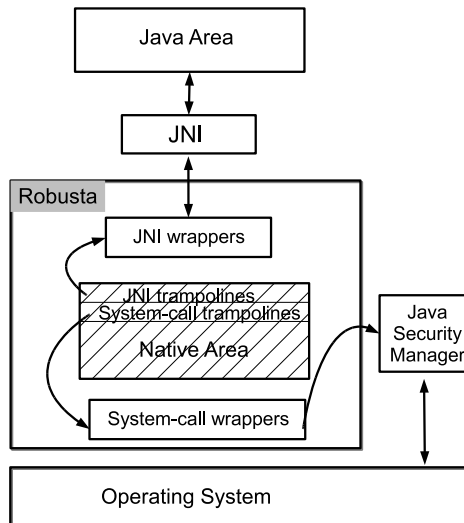 Java Area
JNI
Robusta
JNI wrappers
JNI trampolines
System-call trampolines
Native Area
Java
Security
Manager
System-call wrappers
Operating System